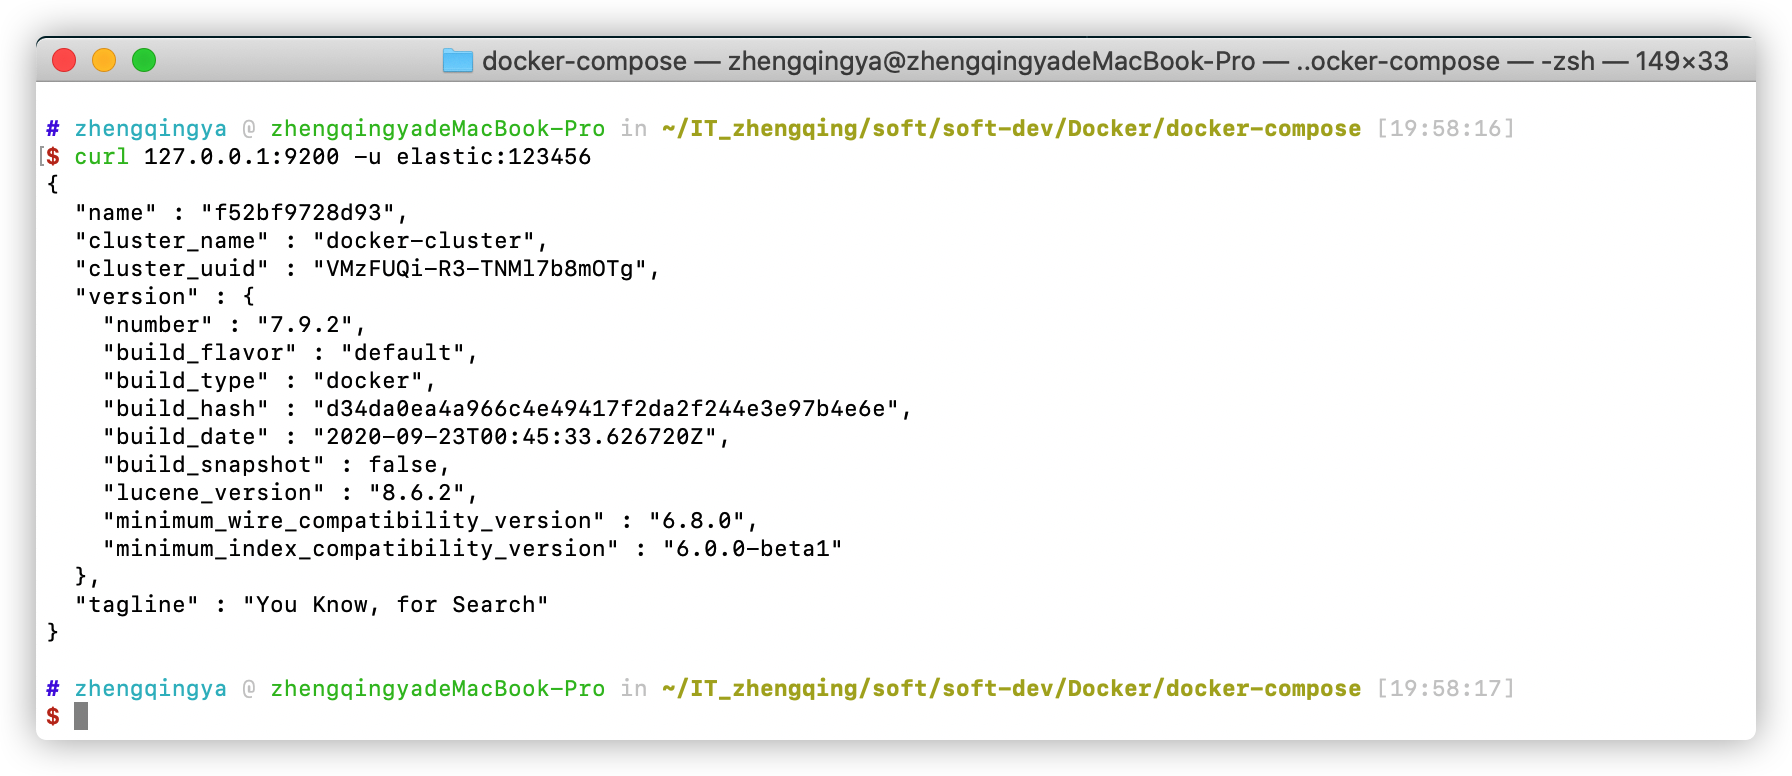 docker-compose — zhengqingya@zhengqingyadeMacBook-Pro — ..ocker-compose — -zsh — 149×33
# zhengqingya @ zhengqingyadeMacBook-Pro in ~/IT_zhengqing/soft/soft-dev/Docker/docker-compose [19:58:16]
[$ curl 127.0.0.1:9200 -u elastic:123456
{
  "name" : "f52bf9728d93",
  "cluster_name" : "docker-cluster",
  "cluster_uuid" : "VMzFUQi-R3-TNMl7b8mOTg",
  "version" : {
    "number" : "7.9.2",
    "build_flavor" : "default",
    "build_type" : "docker",
    "build_hash" : "d34da0ea4a966c4e49417f2da2f244e3e97b4e6e",
    "build_date" : "2020-09-23T00:45:33.626720Z",
    "build_snapshot" : false,
    "lucene_version" : "8.6.2",
    "minimum_wire_compatibility_version" : "6.8.0",
    "minimum_index_compatibility_version" : "6.0.0-beta1"
  },
  "tagline" : "You Know, for Search"
}
# zhengqingya @ zhengqingyadeMacBook-Pro in ~/IT_zhengqing/soft/soft-dev/Docker/docker-compose [19:58:17]
$